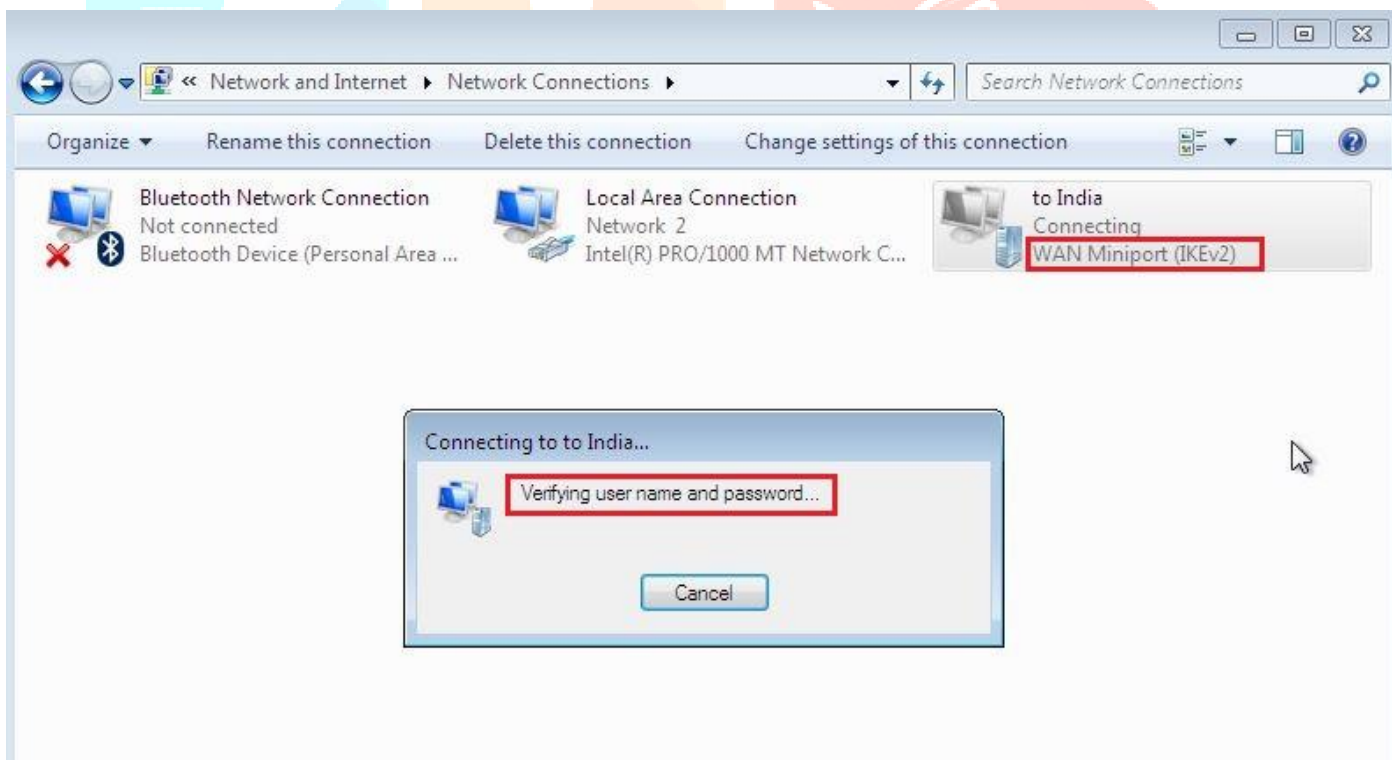 « Network and Internet ▸ Network Connections ▸
Search Network Connections
Organize ▾ Rename this connection Delete this connection Change settings of this connection
Bluetooth Network Connection
Not connected
Bluetooth Device (Personal Area ...
Local Area Connection
Network 2
Intel(R) PRO/1000 MT Network C...
to India
Connecting
WAN Miniport (IKEv2)
Connecting to to India...
Verifying user name and password...
Cancel